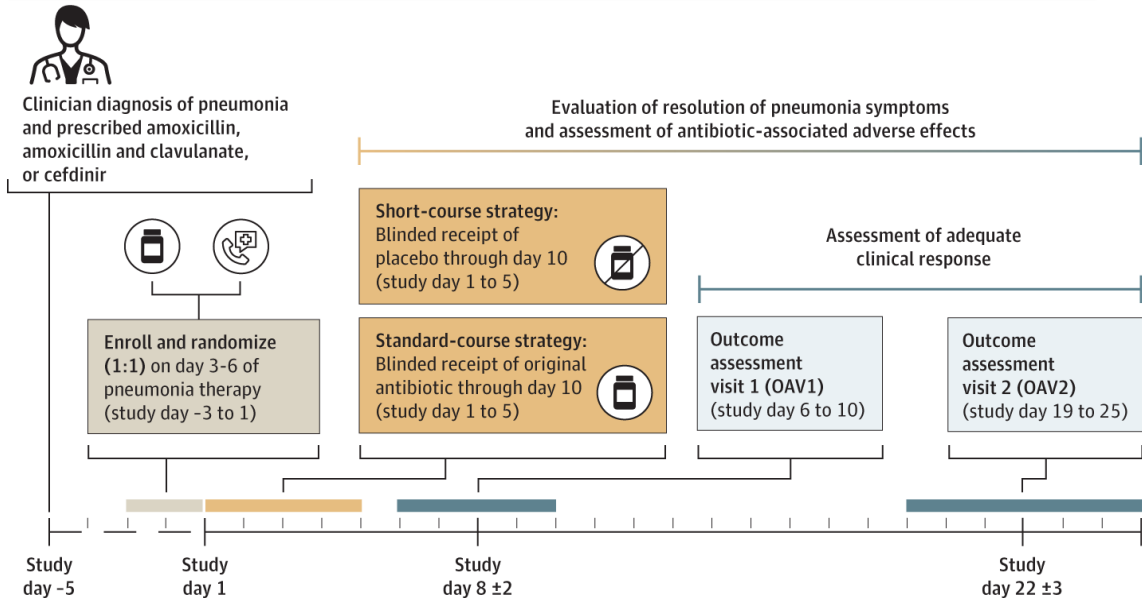 Clinician diagnosis of pneumonia
and prescribed amoxicillin,
amoxicillin and clavulanate,
or cefdinir
Evaluation of resolution of pneumonia symptoms
and assessment of antibiotic-associated adverse effects
Short-course strategy:
Blinded receipt of
placebo through day 10
(study day 1 to 5)
Assessment of adequate
clinical response
Enroll and randomize
(1:1) on day 3-6 of
pneumonia therapy
(study day –3 to 1)
Standard-course strategy:
Blinded receipt of original
antibiotic through day 10
(study day 1 to 5)
Outcome
assessment
visit 1 (OAV1)
(study day 6 to 10)
Outcome
assessment
visit 2 (OAV2)
(study day 19 to 25)
Study
day –5
Study
day 1
Study
day 8 ±2
Study
day 22 ±3